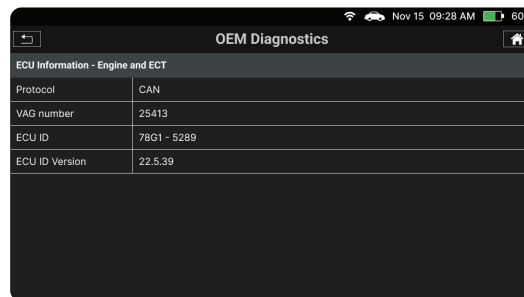 Nov 15 09:28 AM 60
OEM Diagnostics
ECU Information - Engine and ECT
Protocol CAN
VAG number 25413
ECU ID 78G1 - 5289
ECU ID Version 22.5.39